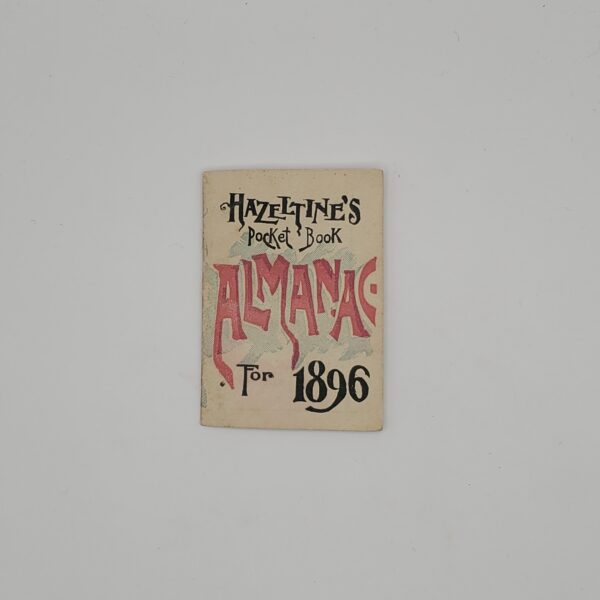 HAZELTINE'S
Pocket Book
ALMANAC
. For 1896